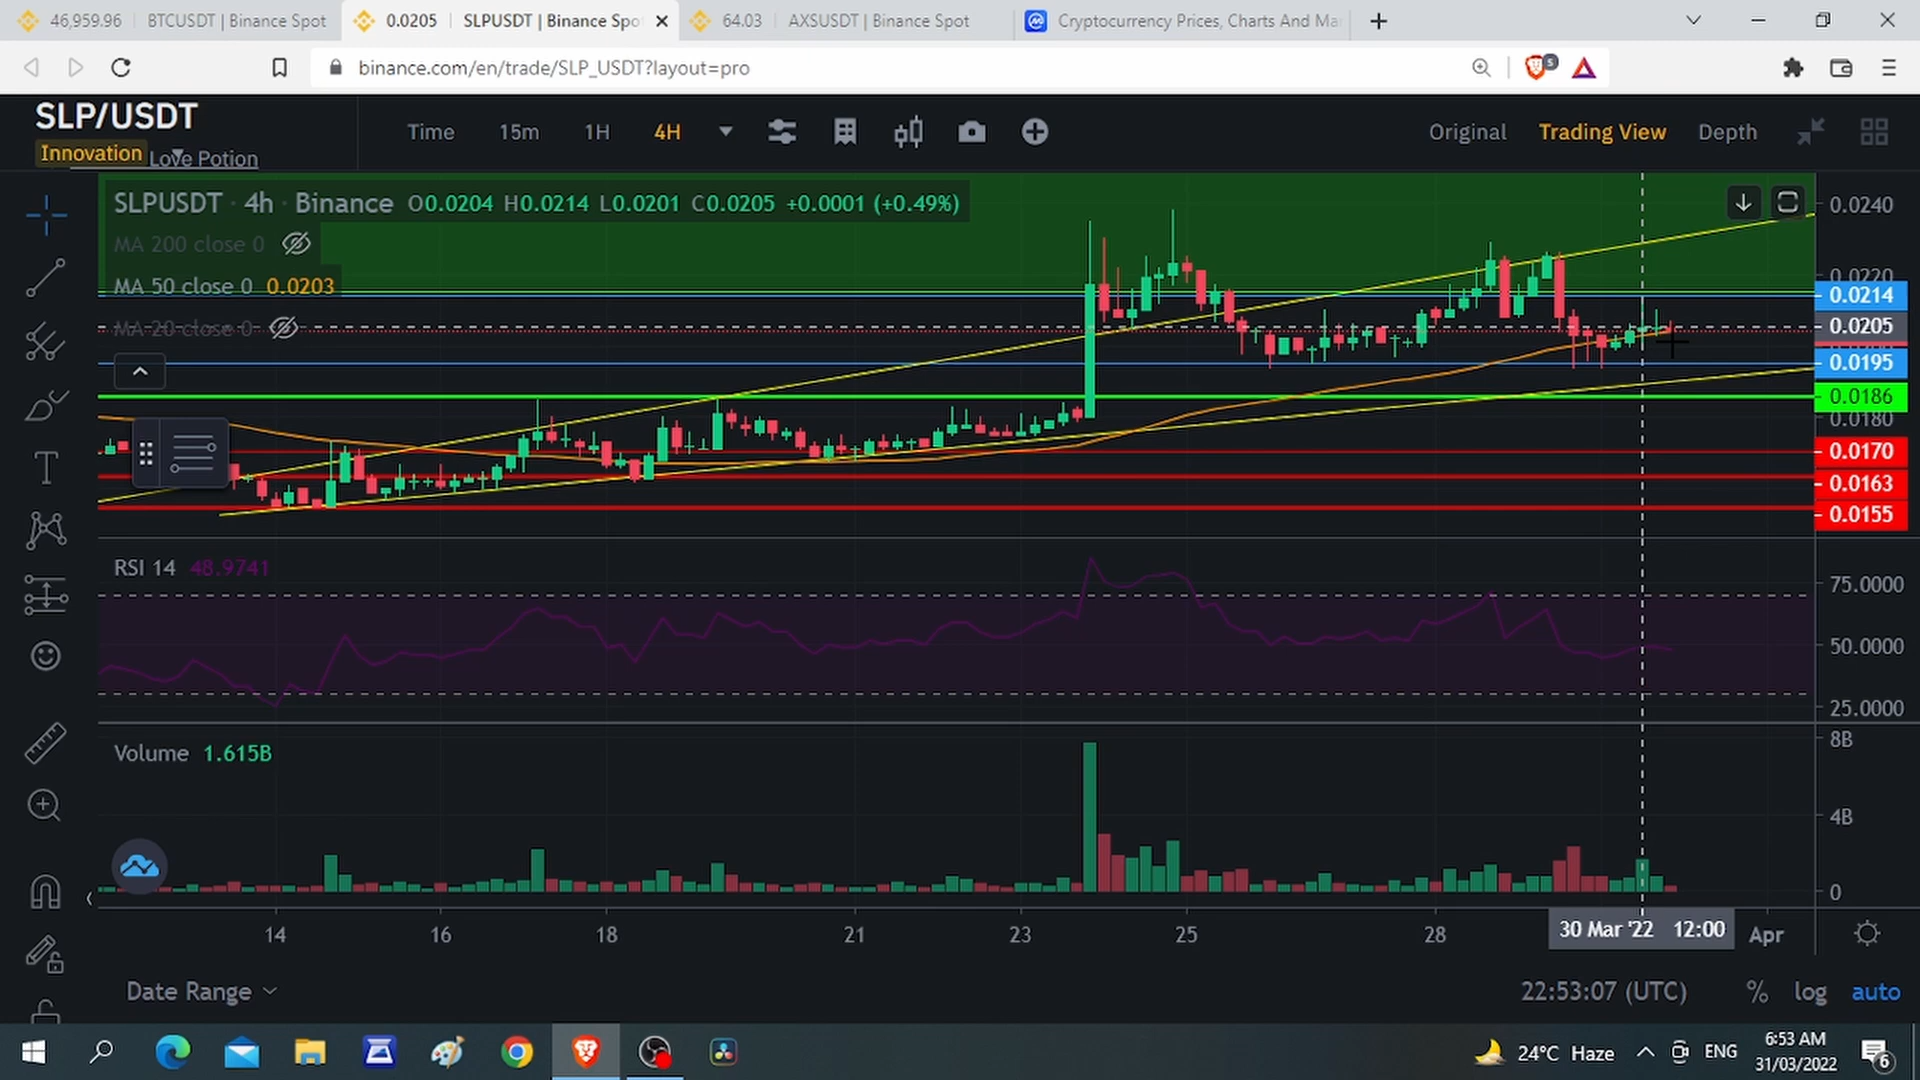 46,959.96 BTCUSDT | Binance Spot
0.0205 SLPUSDT | Binance Spo
64.03 AXSUSDT | Binance Spot
Cryptocurrency Prices, Charts And Ma
binance.com/en/trade/SLP_USDT?layout=pro
5
SLP/USDT
Innovation Love Potion
Time 15m 1H 4H
Original Trading View Depth
SLPUSDT · 4h · Binance O0.0204 H0.0214 L0.0201 C0.0205 +0.0001 (+0.49%)
MA 200 close 0
MA 50 close 0 0.0203
MA 20 close 0
0.0240
0.0220
0.0214
0.0205
0.0195
0.0186
0.0180
0.0170
0.0163
0.0155
RSI 14 48.9741
75.0000
50.0000
25.0000
Volume 1.615B
8B
4B
0
14 16 18 21 23 25 28 30 Mar '22 12:00 Apr
Date Range
22:53:07 (UTC) % log auto
24°C Haze
ENG
6:53 AM
31/03/2022
6